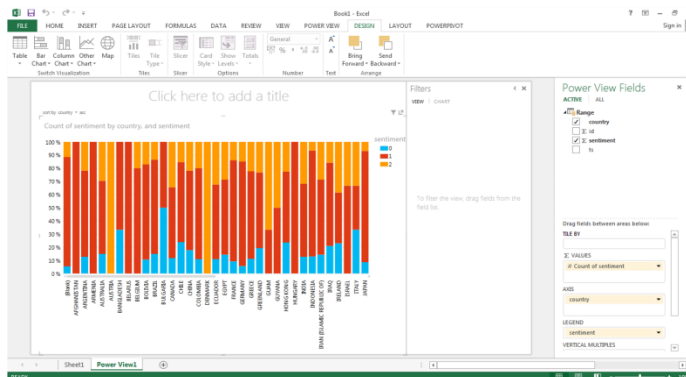 Book1 - Excel
Sign in
FILE HOME INSERT PAGE LAYOUT FORMULAS DATA REVIEW VIEW POWER VIEW DESIGN LAYOUT POWERPIVOT
Table Bar Chart Column Chart Other Chart Map
Tiles Tile Type
Slicer
Card Style Show Levels Totals
General
Bring Forward Send Backward
Switch Visualization Tiles Slicer Options Number Text Arrange
Click here to add a title
sort by country asc
Count of sentiment by country, and sentiment
sentiment
0
1
2
100 %
90 %
80 %
70 %
60 %
50 %
40 %
30 %
20 %
10 %
0 %
(Blank)
AFGHANISTAN
ARGENTINA
ARMENIA
AUSTRALIA
AUSTRIA
BANGLADESH
BELARUS
BELGIUM
BOLIVIA
BRAZIL
BULGARIA
CANADA
CHILE
CHINA
COLOMBIA
DENMARK
ECUADOR
EGYPT
FRANCE
GERMANY
GREECE
GREENLAND
GUAM
GUYANA
HONG KONG
HUNGARY
INDIA
INDONESIA
IRAN (ISLAMIC REPUBLIC OF)
IRAQ
IRELAND
ISRAEL
ITALY
JAPAN
Filters
VIEW | CHART
To filter the view, drag fields from the
field list.
Power View Fields
ACTIVE ALL
Range
country
Σ id
Σ sentiment
ts
Drag fields between areas below:
TILE BY
Σ VALUES
# Count of sentiment
AXIS
country
LEGEND
sentiment
VERTICAL MULTIPLES
Sheet1 Power View1
READY